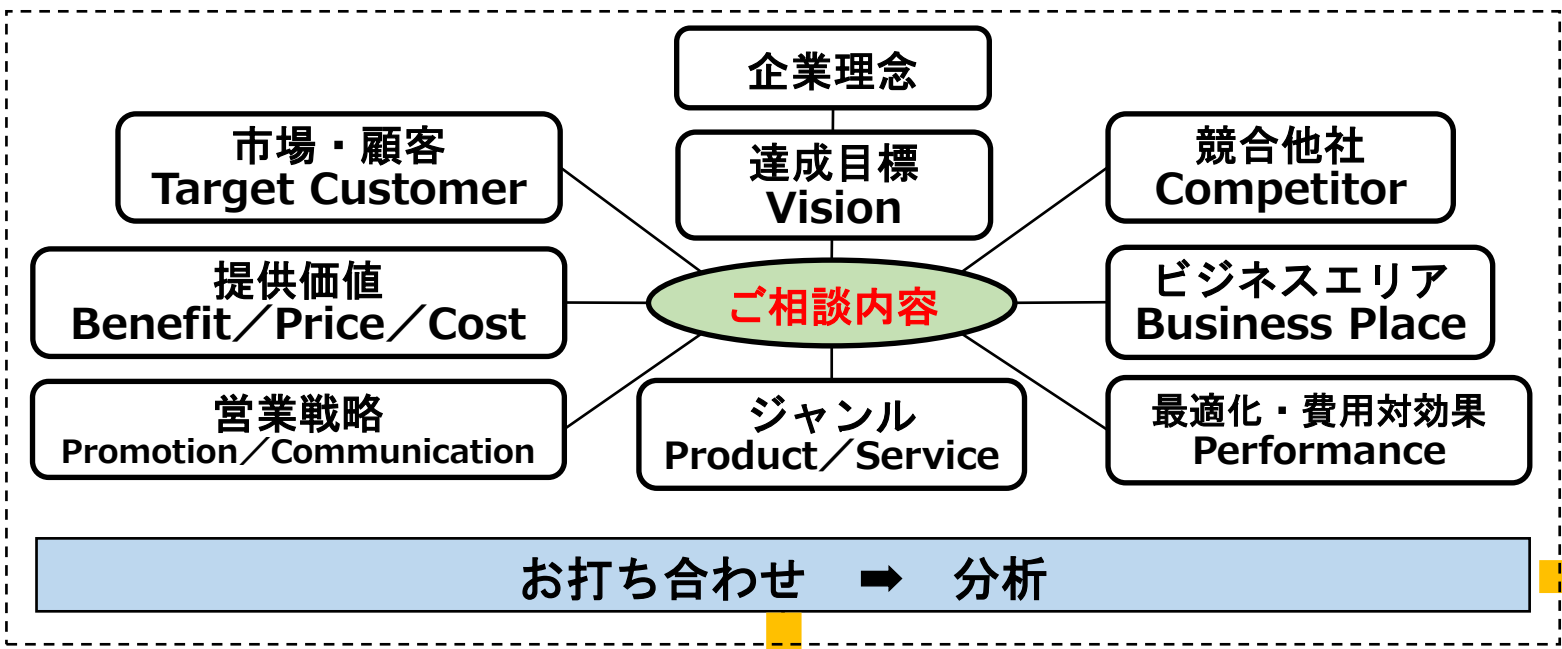 企業理念
市場・顧客
Target Customer
達成目標
Vision
競合他社
Competitor
提供価値
Benefit／Price／Cost
ご相談内容
ビジネスエリア
Business Place
営業戦略
Promotion／Communication
ジャンル
Product／Service
最適化・費用対効果
Performance
お打ち合わせ　➡　分析